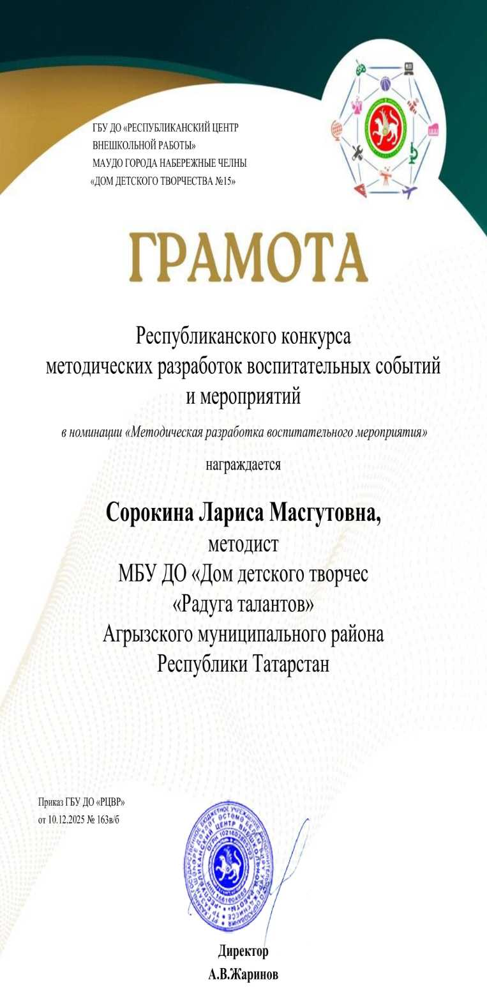 ГБУ ДО «РЕСПУБЛИКАНСКИЙ ЦЕНТР
ВНЕШКОЛЬНОЙ РАБОТЫ»
МАУДО ГОРОДА НАБЕРЕЖНЫЕ ЧЕЛНЫ
«ДОМ ДЕТСКОГО ТВОРЧЕСТВА №15»
ГРАМОТА
Республиканского конкурса
методических разработок воспитательных событий
и мероприятий
в номинации «Методическая разработка воспитательного мероприятия»
награждается
Сорокина Лариса Масгутовна,
методист
МБУ ДО «Дом детского творчес
«Радуга талантов»
Агрызского муниципального района
Республики Татарстан
Приказ ГБУ ДО «РЦВР»
от 10.12.2025 № 163в/б
Директор
А.В.Жаринов